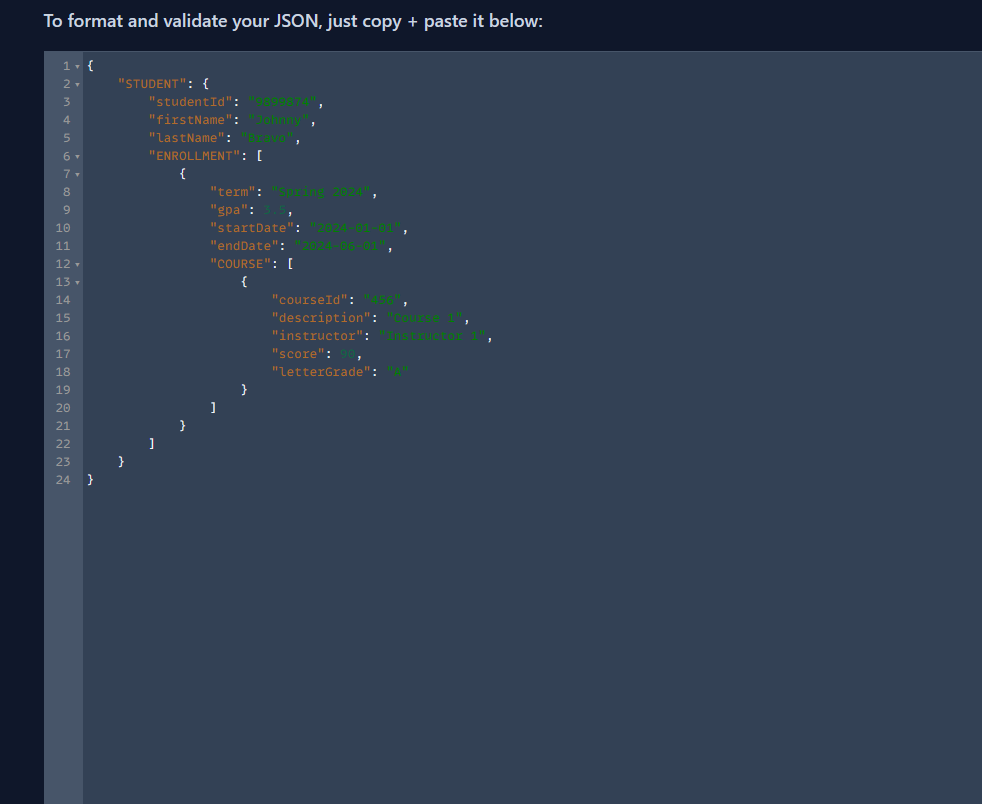 To format and validate your JSON, just copy + paste it below:
1 {
2 "STUDENT": {
3 "studentId": "9899874",
4 "firstName": "Johnny",
5 "lastName": "Bravo",
6 "ENROLLMENT": [
7 {
8 "term": "Spring 2024",
9 "gpa": 3.5,
10 "startDate": "2024-01-01",
11 "endDate": "2024-06-01",
12 "COURSE": [
13 {
14 "courseId": "456",
15 "description": "Course 1",
16 "instructor": "Instructor 1",
17 "score": 90,
18 "letterGrade": "A"
19 }
20 ]
21 }
22 ]
23 }
24 }